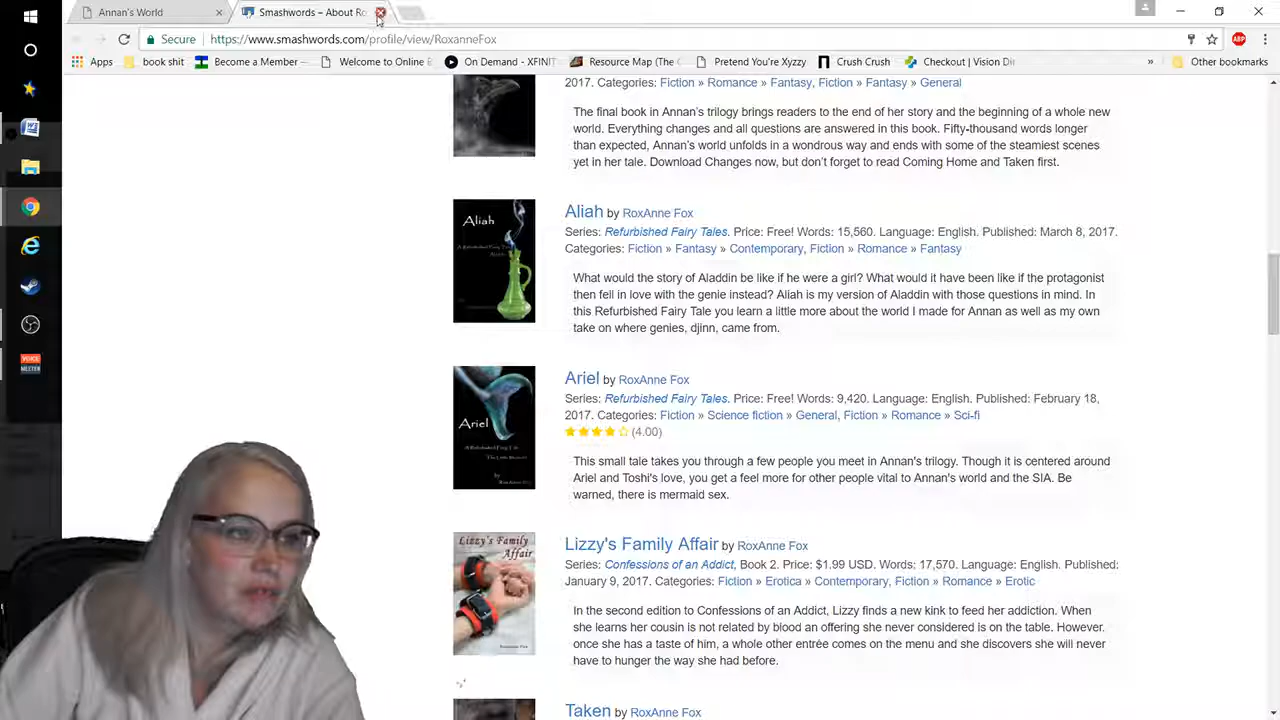 Annan's World
Smashwords – About Ro
Secure https://www.smashwords.com/profile/view/RoxanneFox
ABP
Apps book shit Become a Member Welcome to Online On Demand - XFINIT Resource Map (The C Pretend You're Xyzzy Crush Crush Checkout | Vision Di » Other bookmarks
2017. Categories: Fiction » Romance » Fantasy, Fiction » Fantasy » General
The final book in Annan's trilogy brings readers to the end of her story and the beginning of a whole new
world. Everything changes and all questions are answered in this book. Fifty-thousand words longer
than expected, Annan's world unfolds in a wondrous way and ends with some of the steamiest scenes
yet in her tale. Download Changes now, but don't forget to read Coming Home and Taken first.
Aliah
Aliah by RoxAnne Fox
Series: Refurbished Fairy Tales. Price: Free! Words: 15,560. Language: English. Published: March 8, 2017.
Categories: Fiction » Fantasy » Contemporary, Fiction » Romance » Fantasy
What would the story of Aladdin be like if he were a girl? What would it have been like if the protagonist
then fell in love with the genie instead? Aliah is my version of Aladdin with those questions in mind. In
this Refurbished Fairy Tale you learn a little more about the world I made for Annan as well as my own
take on where genies, djinn, came from.
VOICE
MEETER
Ariel
by
Ariel by RoxAnne Fox
Series: Refurbished Fairy Tales. Price: Free! Words: 9,420. Language: English. Published: February 18,
2017. Categories: Fiction » Science fiction » General, Fiction » Romance » Sci-fi
(4.00)
This small tale takes you through a few people you meet in Annan's trilogy. Though it is centered around
Ariel and Toshi's love, you get a feel more for other people vital to Annan's world and the SIA. Be
warned, there is mermaid sex.
Lizzy's Family
Affair
Lizzy's Family Affair by RoxAnne Fox
Series: Confessions of an Addict, Book 2. Price: $1.99 USD. Words: 17,570. Language: English. Published:
January 9, 2017. Categories: Fiction » Erotica » Contemporary, Fiction » Romance » Erotic
In the second edition to Confessions of an Addict, Lizzy finds a new kink to feed her addiction. When
she learns her cousin is not related by blood an offering she never considered is on the table. However.
once she has a taste of him, a whole other entrée comes on the menu and she discovers she will never
have to hunger the way she had before.
Taken by RoxAnne Fox